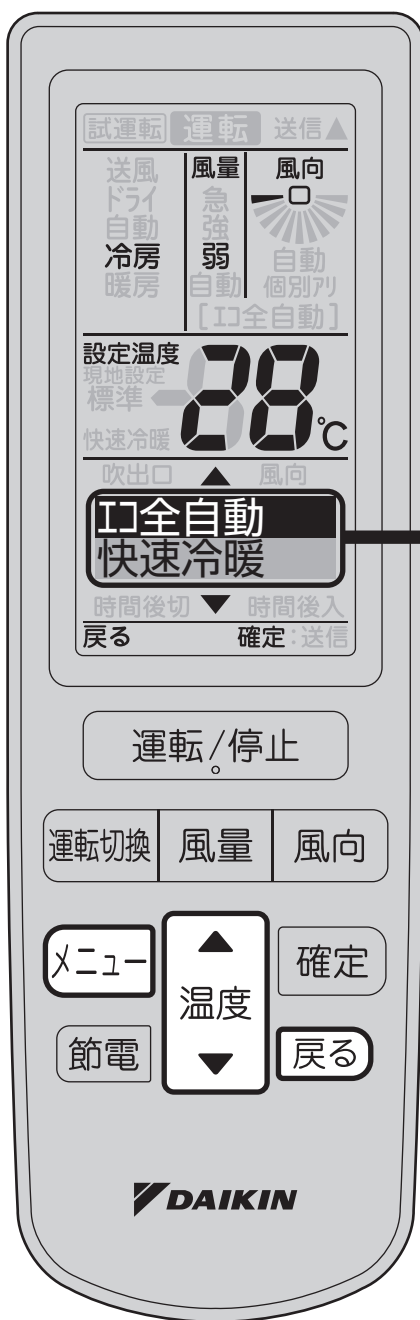 試運転 運転 送信▲
送風 風量 風向
ドライ 急
自動 強
冷房 弱 自動
暖房 自動 個別アリ
[エコ全自動]
設定温度
現地設定
標準 28℃
快速冷暖
吹出口 ▲ 風向
エコ全自動
快速冷暖
時間後切 ▼ 時間後入
戻る 確定:送信
運転/停止
運転切換 風量 風向
メニュー ▲ 確定
温度
節電 ▼ 戻る
DAIKIN